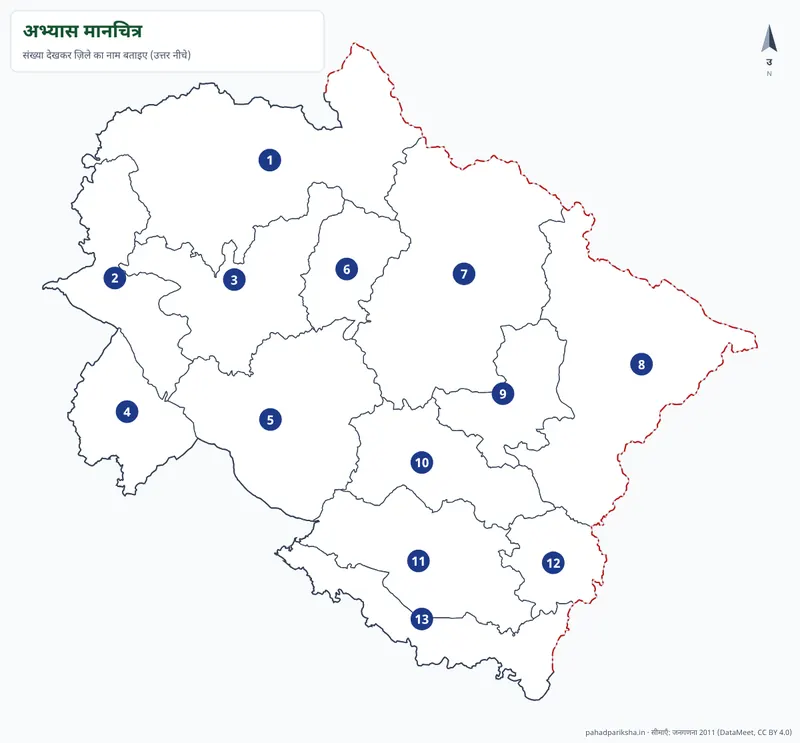 अभ्यास मानचित्र
संख्या देखकर ज़िले का नाम बताइए (उत्तर नीचे)
उ
N
1
2
3
6
7
8
9
4
5
10
11
12
13
pahadpariksha.in · सीमाएँ: जनगणना 2011 (DataMeet, CC BY 4.0)